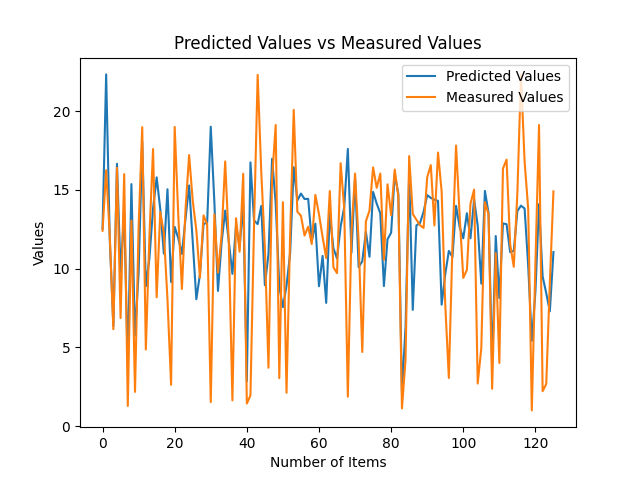 Predicted Values vs Measured Values
Predicted Values
Measured Values
Values
20
15
10
5
0
0 20 40 60 80 100 120
Number of Items